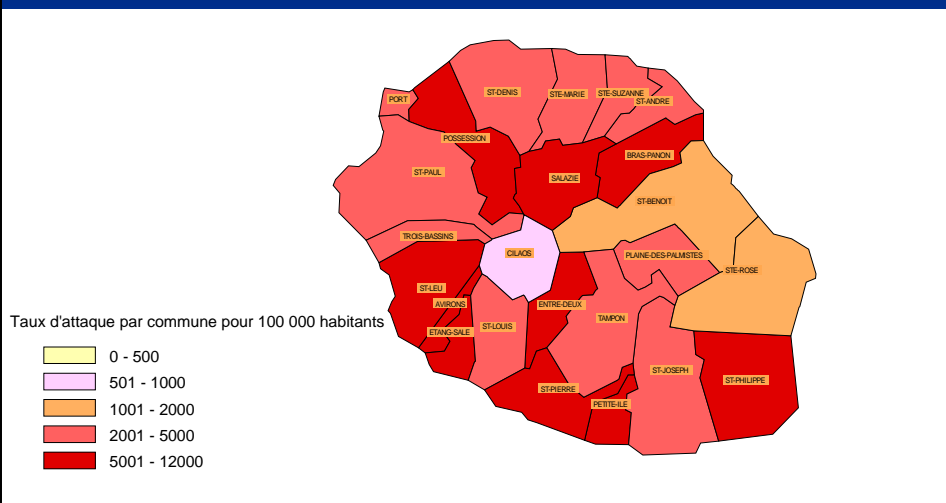 PORT
ST-DENIS
STE-MARIE
STE-SUZANNE
ST-ANDRE
POSSESSION
BRAS-PANON
ST-PAUL
SALAZIE
ST-BENOIT
TROIS-BASSINS
CILAOS
PLAINE-DES-PALMISTES
STE-ROSE
ST-LEU
AVIRONS
ENTRE-DEUX
ETANG-SALE
ST-LOUIS
TAMPON
ST-JOSEPH
ST-PHILIPPE
ST-PIERRE
PETITE-ILE
Taux d'attaque par commune pour 100 000 habitants
0 - 500
501 - 1000
1001 - 2000
2001 - 5000
5001 - 12000